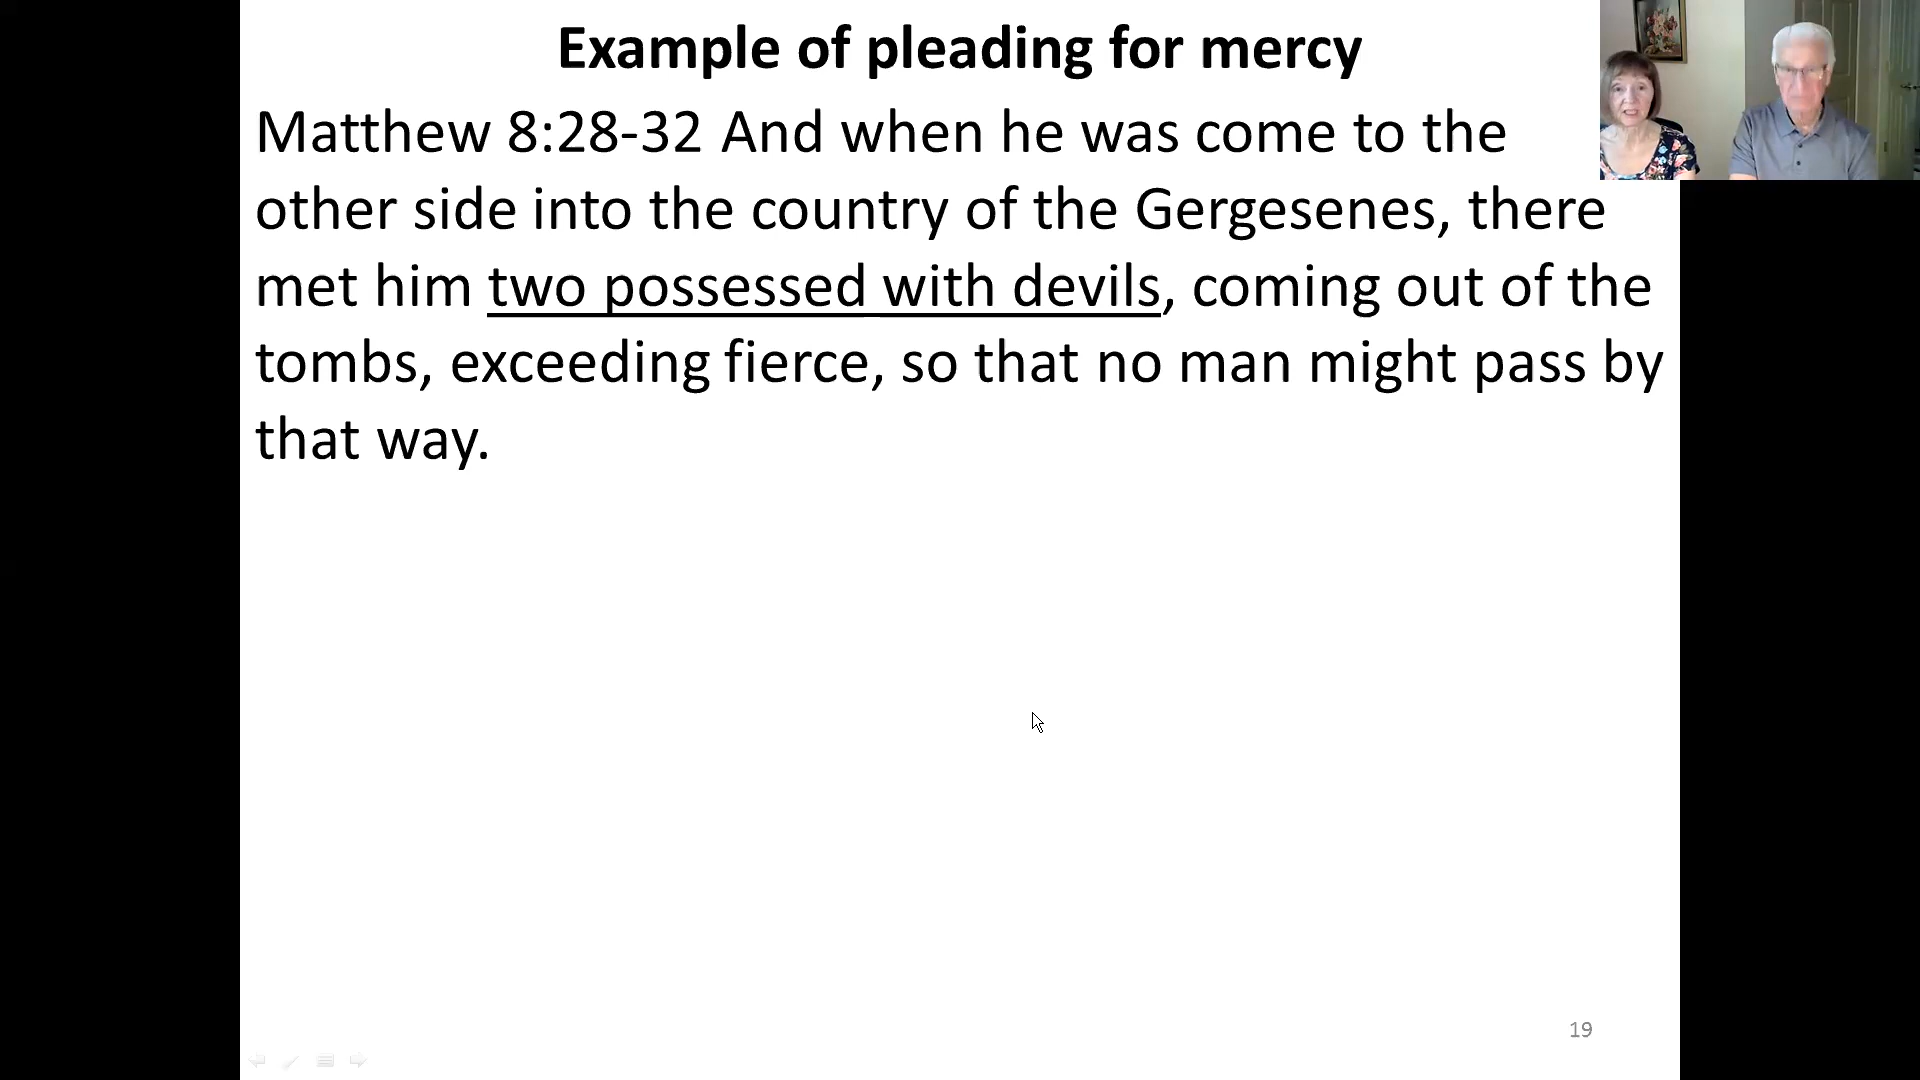 Example of pleading for mercy
Matthew 8:28-32 And when he was come to the
other side into the country of the Gergesenes, there
met him two possessed with devils, coming out of the
tombs, exceeding fierce, so that no man might pass by
that way.
19